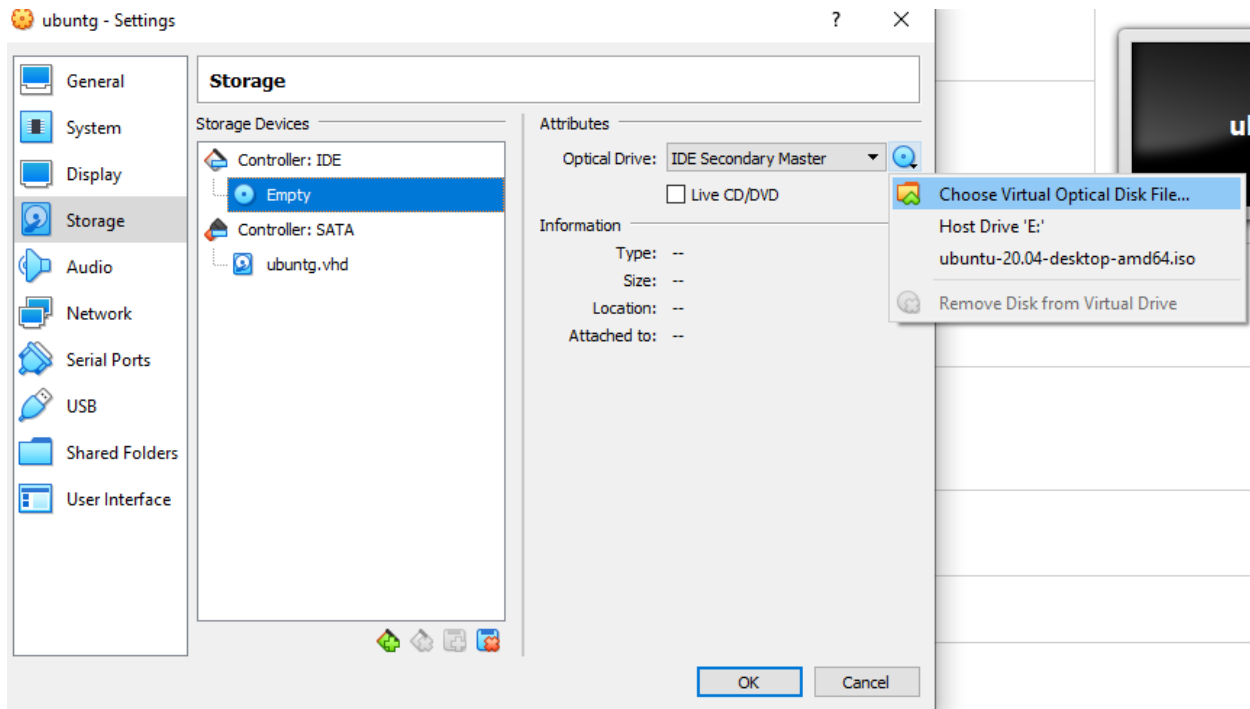 ubuntg - Settings
?
General
System
Display
Storage
Audio
Network
Serial Ports
USB
Shared Folders
User Interface
Storage
Storage Devices
Controller: IDE
Empty
Controller: SATA
ubuntg.vhd
Attributes
Optical Drive: IDE Secondary Master
Live CD/DVD
Information
Type: --
Size: --
Location: --
Attached to: --
Choose Virtual Optical Disk File...
Host Drive 'E:'
ubuntu-20.04-desktop-amd64.iso
Remove Disk from Virtual Drive
OK
Cancel